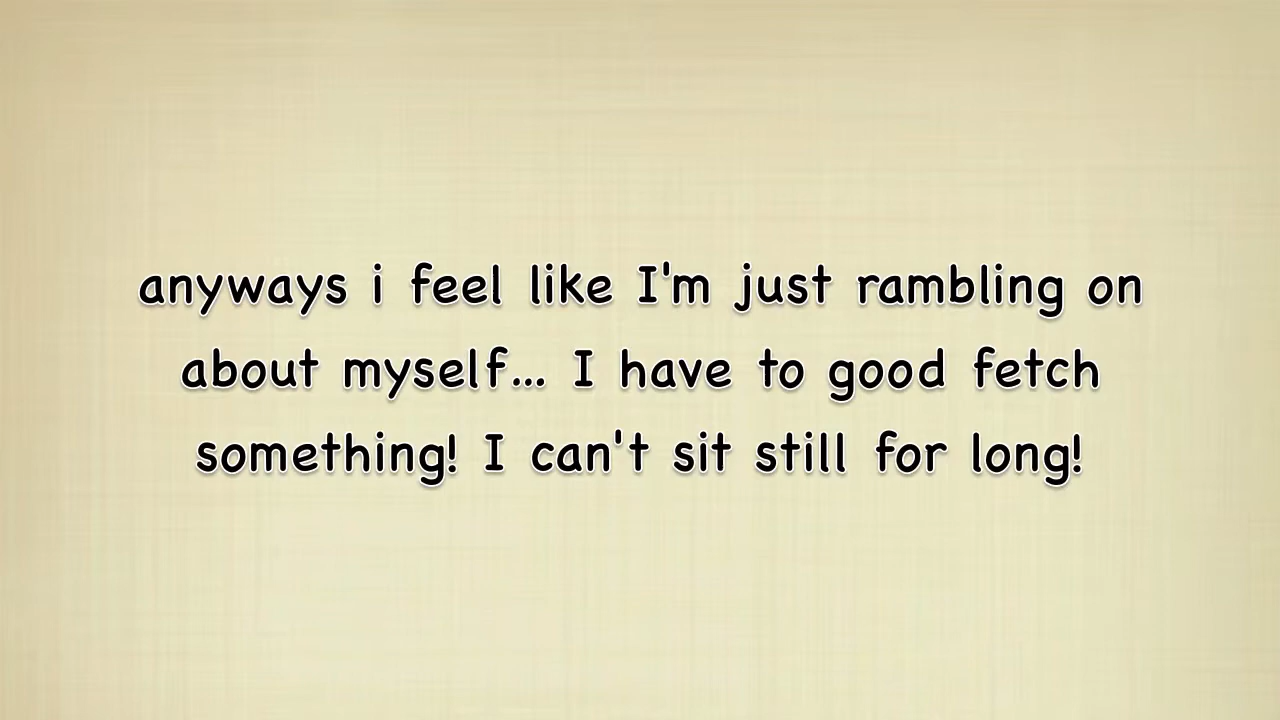 anyways i feel like I'm just rambling on
about myself... I have to good fetch
something! I can't sit still for long!